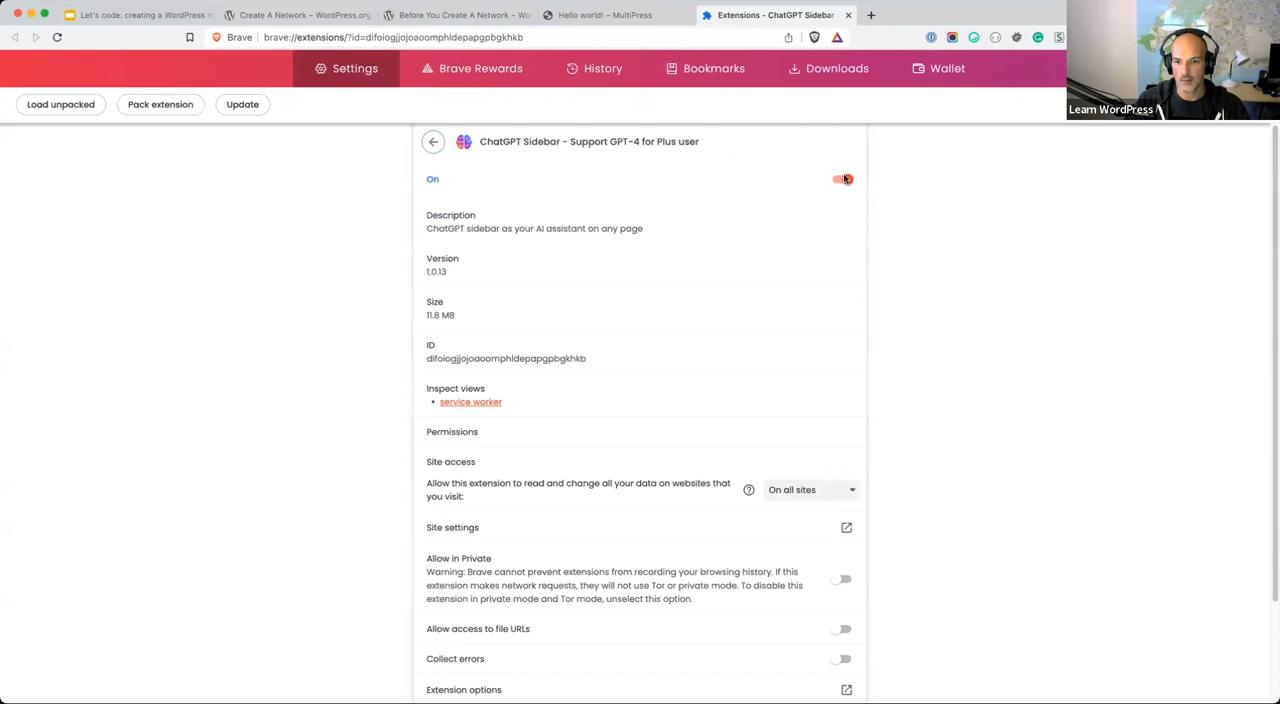 Let's code: creating a WordPress m
Create A Network – WordPress.org
Before You Create A Network – Wo
Hello world! – MultiPress
Extensions - ChatGPT Sidebar
Brave
brave://extensions/?id=difoiogjjojoaoomphldepapgpbgkhkb
Settings
Brave Rewards
History
Bookmarks
Downloads
Wallet
Learn WordPress
Load unpacked
Pack extension
Update
ChatGPT Sidebar - Support GPT-4 for Plus user
On
Description
ChatGPT sidebar as your AI assistant on any page
Version
1.0.13
Size
11.8 MB
ID
difoiogjjojoaoomphldepapgpbgkhkb
Inspect views
• service worker
Permissions
Site access
Allow this extension to read and change all your data on websites that
you visit:
On all sites
Site settings
Allow in Private
Warning: Brave cannot prevent extensions from recording your browsing history. If this
extension makes network requests, they will not use Tor or private mode. To disable this
extension in private mode and Tor mode, unselect this option.
Allow access to file URLs
Collect errors
Extension options